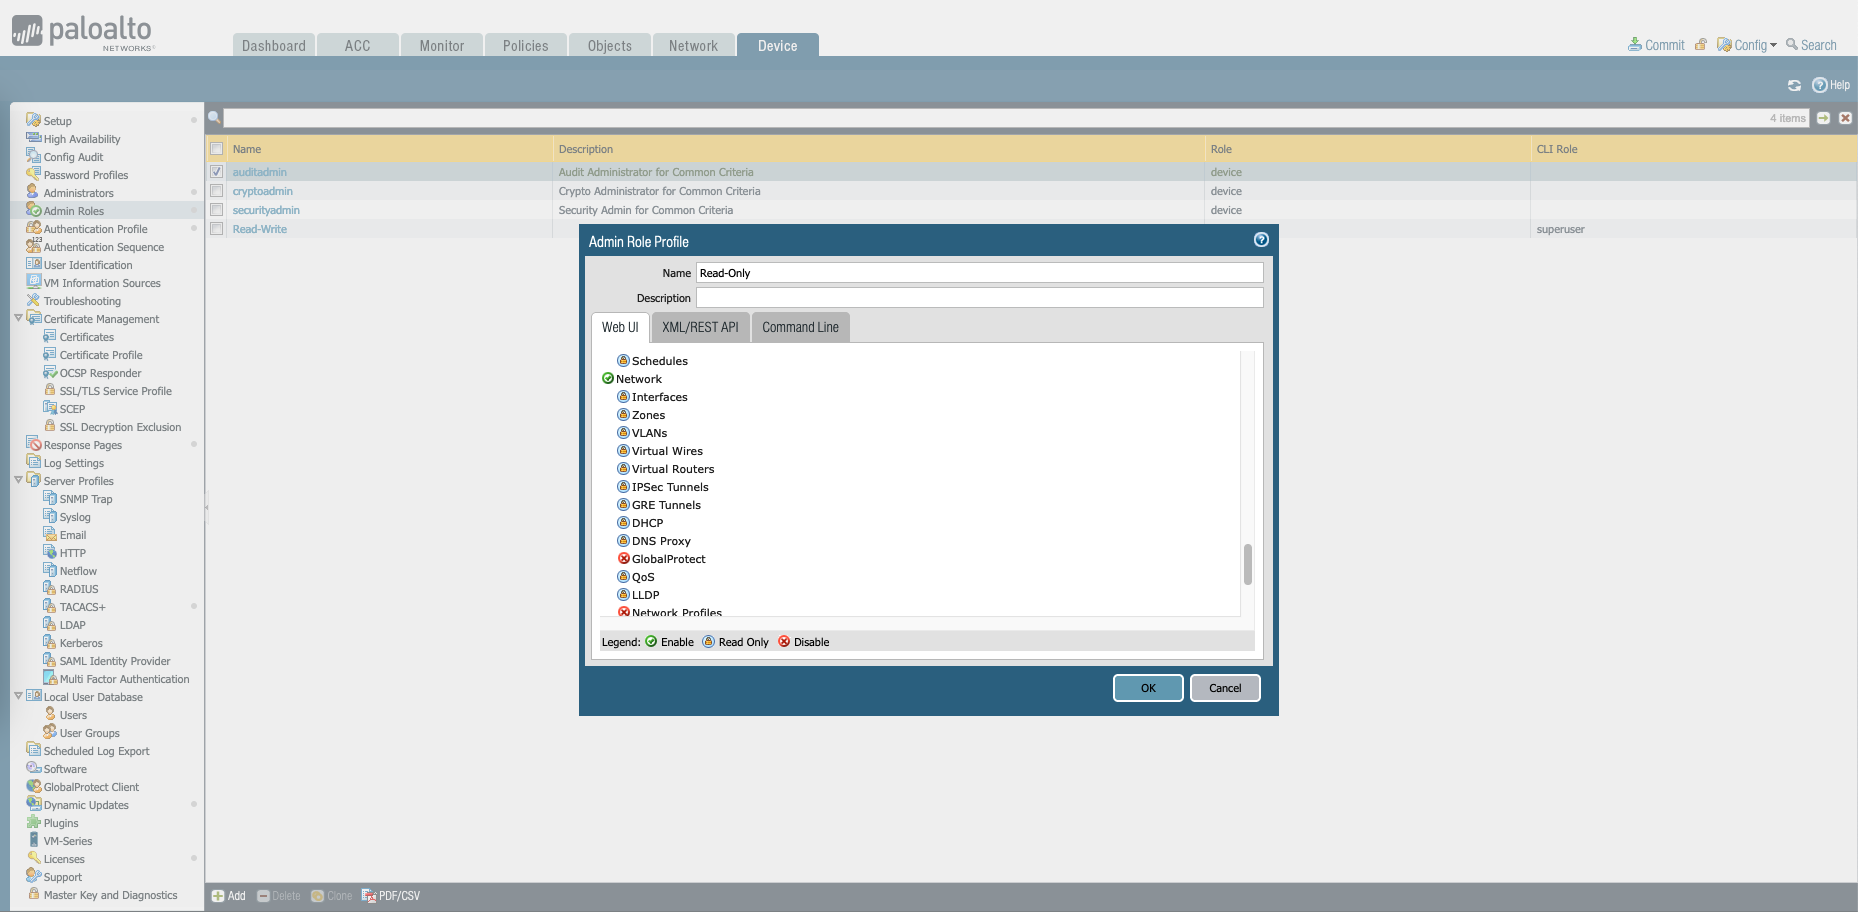 paloalto
NETWORKS®
Dashboard
ACC
Monitor
Policies
Objects
Network
Device
Commit
Config
Search
Help
Setup
High Availability
Config Audit
Password Profiles
Administrators
Admin Roles
Authentication Profile
Authentication Sequence
User Identification
VM Information Sources
Troubleshooting
Certificate Management
Certificates
Certificate Profile
OCSP Responder
SSL/TLS Service Profile
SCEP
SSL Decryption Exclusion
Response Pages
Log Settings
Server Profiles
SNMP Trap
Syslog
Email
HTTP
Netflow
RADIUS
TACACS+
LDAP
Kerberos
SAML Identity Provider
Multi Factor Authentication
Local User Database
Users
User Groups
Scheduled Log Export
Software
GlobalProtect Client
Dynamic Updates
Plugins
VM-Series
Licenses
Support
Master Key and Diagnostics
4 items
Name Description Role CLI Role
auditadmin Audit Administrator for Common Criteria device
cryptoadmin Crypto Administrator for Common Criteria device
securityadmin Security Admin for Common Criteria device
Read-Write superuser
Admin Role Profile
Name Read-Only
Description
Web UI XML/REST API Command Line
Schedules
Network
Interfaces
Zones
VLANs
Virtual Wires
Virtual Routers
IPSec Tunnels
GRE Tunnels
DHCP
DNS Proxy
GlobalProtect
QoS
LLDP
Network Profiles
Legend: Enable Read Only Disable
OK Cancel
Add Delete Clone PDF/CSV